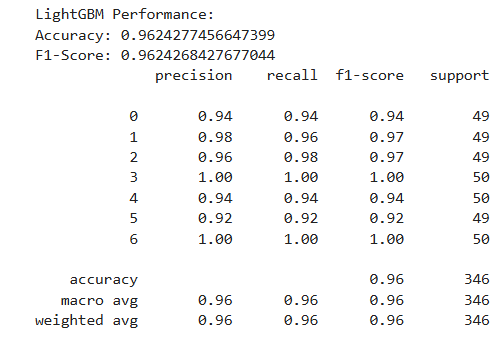 LightGBM Performance:
Accuracy: 0.9624277456647399
F1-Score: 0.9624268427677044
precision recall f1-score support
0 0.94 0.94 0.94 49
1 0.98 0.96 0.97 49
2 0.96 0.98 0.97 49
3 1.00 1.00 1.00 50
4 0.94 0.94 0.94 50
5 0.92 0.92 0.92 49
6 1.00 1.00 1.00 50
accuracy 0.96 346
macro avg 0.96 0.96 0.96 346
weighted avg 0.96 0.96 0.96 346